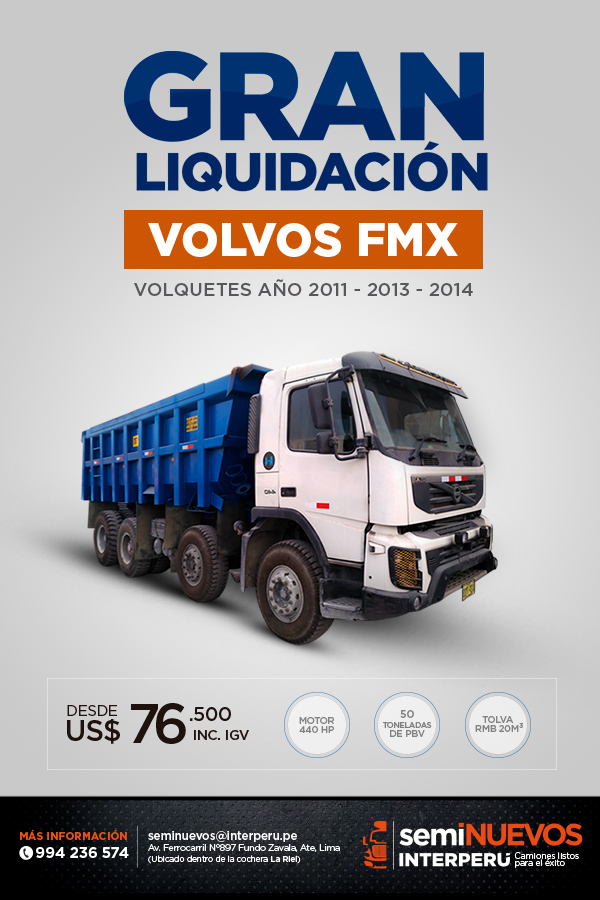 GRAN
LIQUIDACIÓN
VOLVOS FMX
VOLQUETES AÑO 2011 - 2013 - 2014
DESDE
US$ 76.500
INC. IGV
MOTOR
440 HP
50
TONELADAS
DE PBV
TOLVA
RMB 20M³
MÁS INFORMACIÓN
994 236 574
seminuevos@interperu.pe
Av. Ferrocarril Nº897 Fundo Zavala, Ate, Lima
(Ubicado dentro de la cochera La Riel)
semiNUEVOS
INTERPERÚ
Camiones listos
para el éxito